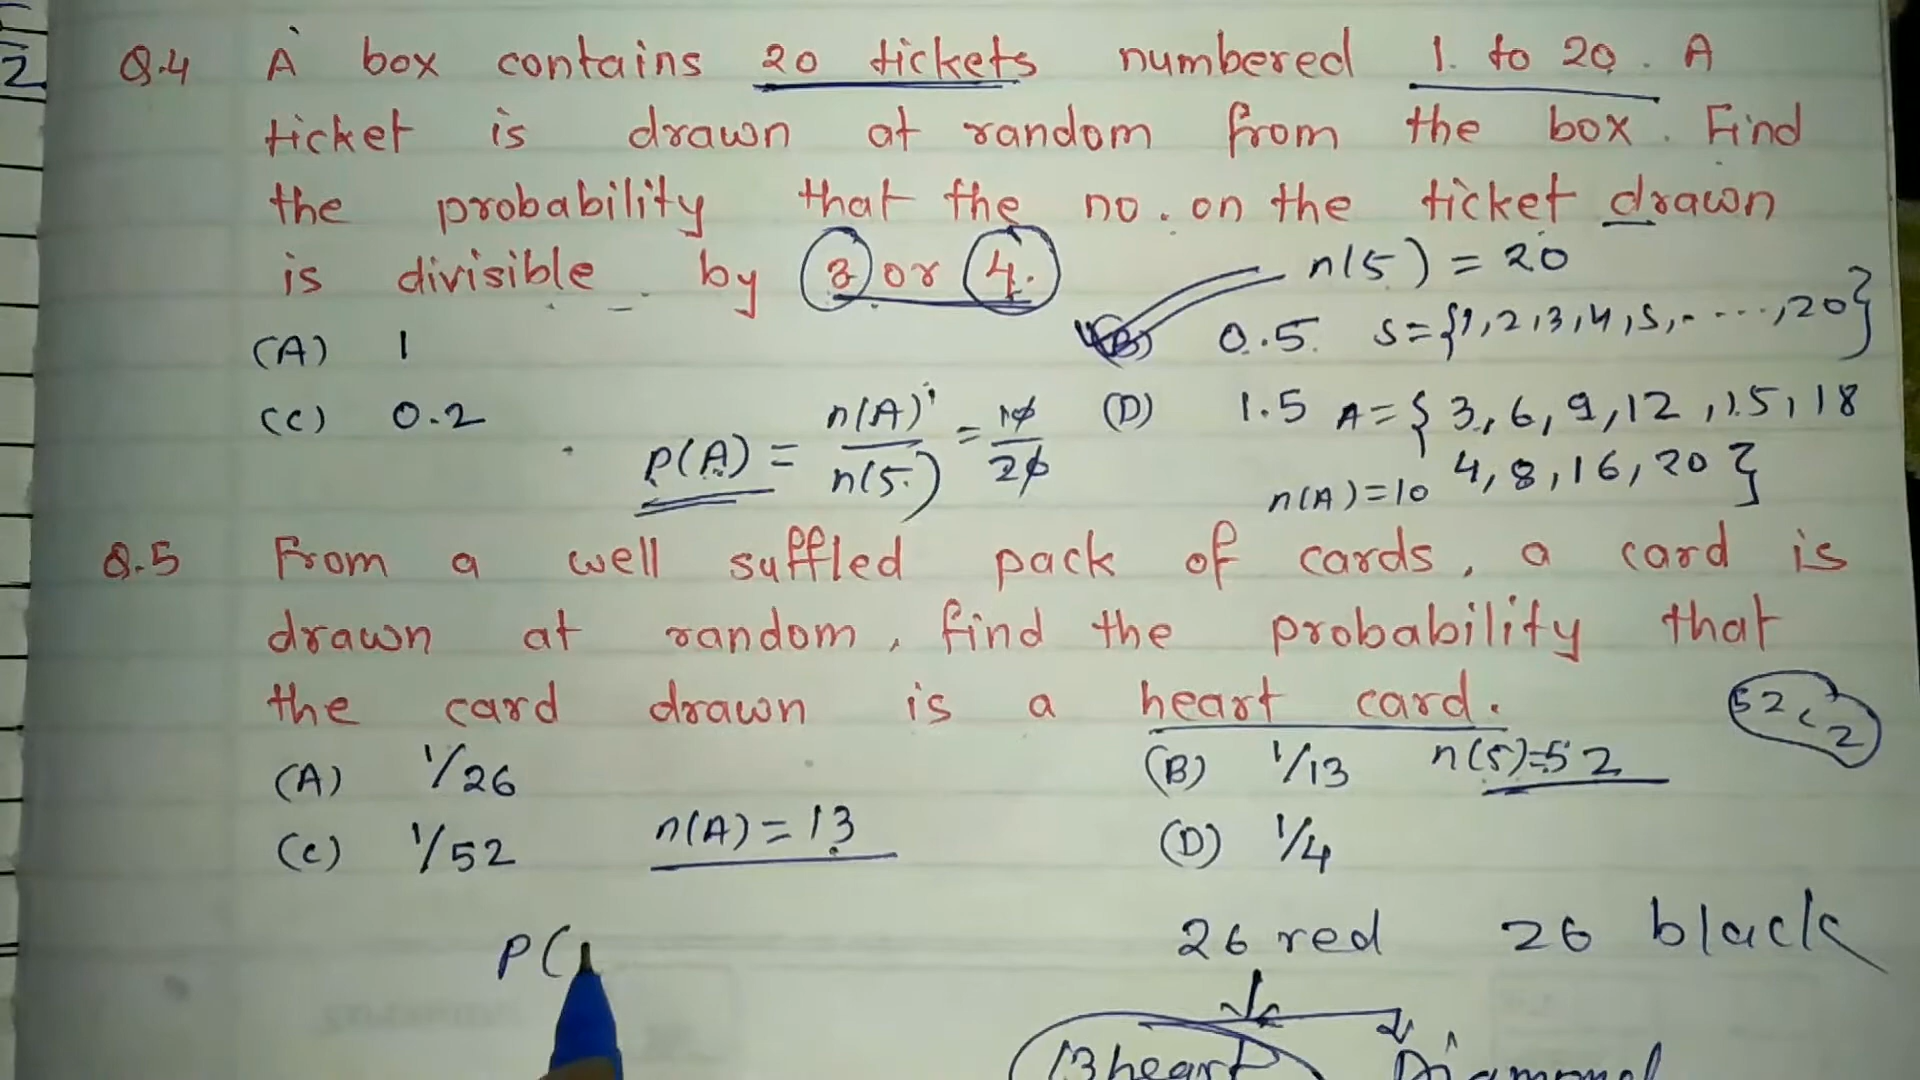 2
Q.4 A box contains 20 tickets numbered 1 to 20. A
ticket is drawn at random from the box. Find
the probability that the no. on the ticket drawn
is divisible by 3 or 4.
n(S) = 20
(A) 1 (B) 0.5 S={1,2,3,4,5,.....,20}
(C) 0.2 (D) 1.5 A={3,6,9,12,15,18
P(A) = n(A)/n(S) = 10/20
n(A)=10 4,8,16,20}
Q.5 From a well suffled pack of cards, a card is
drawn at random, find the probability that
the card drawn is a heart card.
52c2
(A) 1/26 (B) 1/13 n(S)=52
(C) 1/52 n(A)=13 (D) 1/4
P( 26 red 26 black
13 heart Diamond